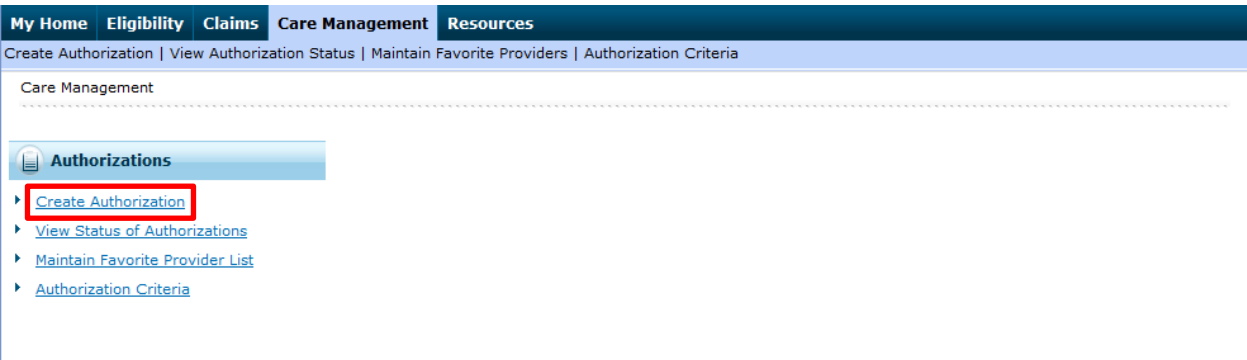 My Home Eligibility Claims Care Management Resources
Create Authorization | View Authorization Status | Maintain Favorite Providers | Authorization Criteria
Care Management
Authorizations
Create Authorization
View Status of Authorizations
Maintain Favorite Provider List
Authorization Criteria